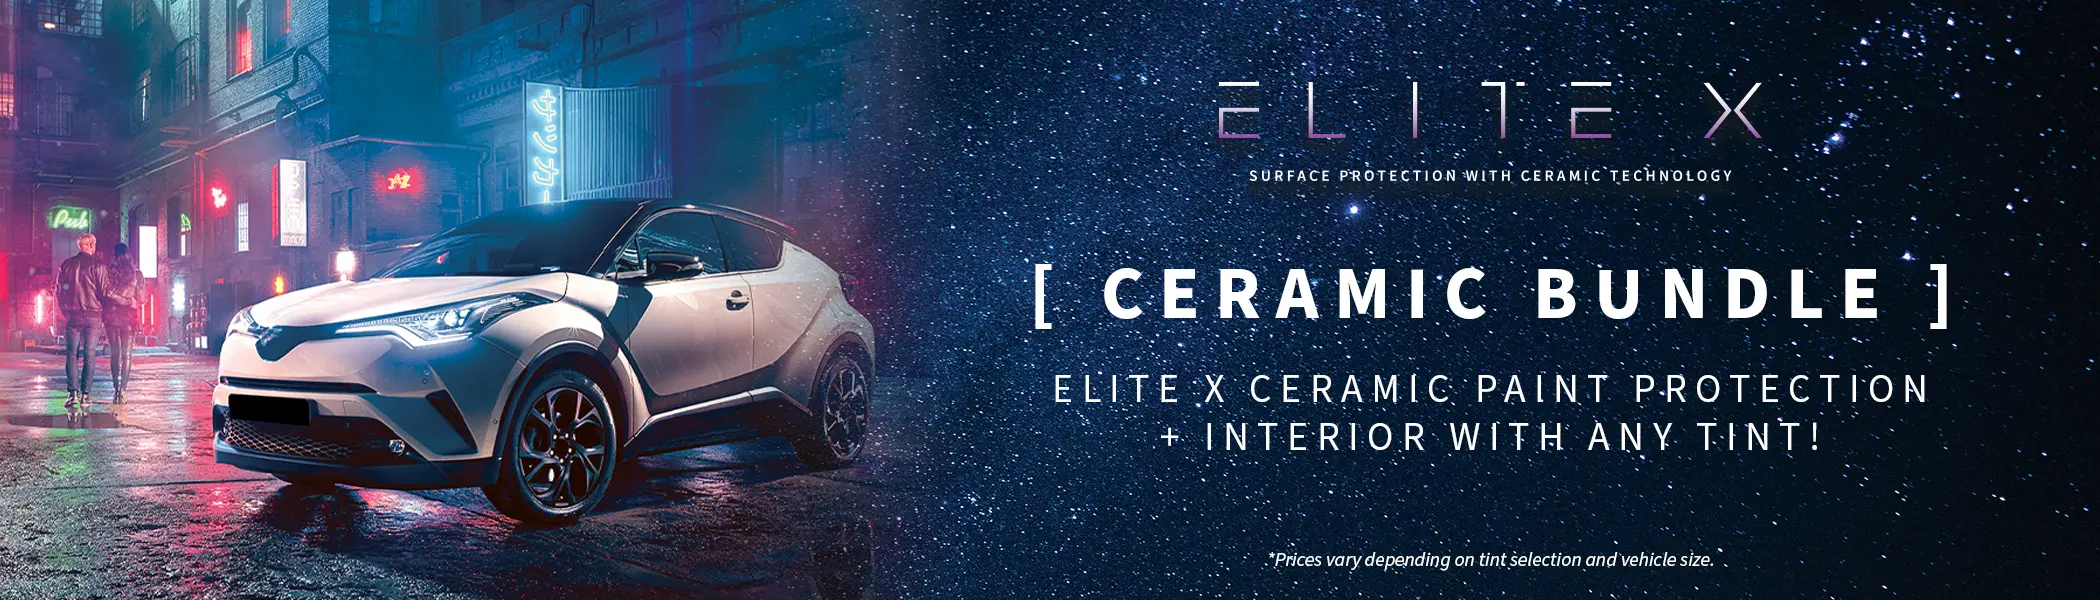 ELITE X
SURFACE PROTECTION WITH CERAMIC TECHNOLOGY
[ CERAMIC BUNDLE ]
ELITE X CERAMIC PAINT PROTECTION
+ INTERIOR WITH ANY TINT!
*Prices vary depending on tint selection and vehicle size.